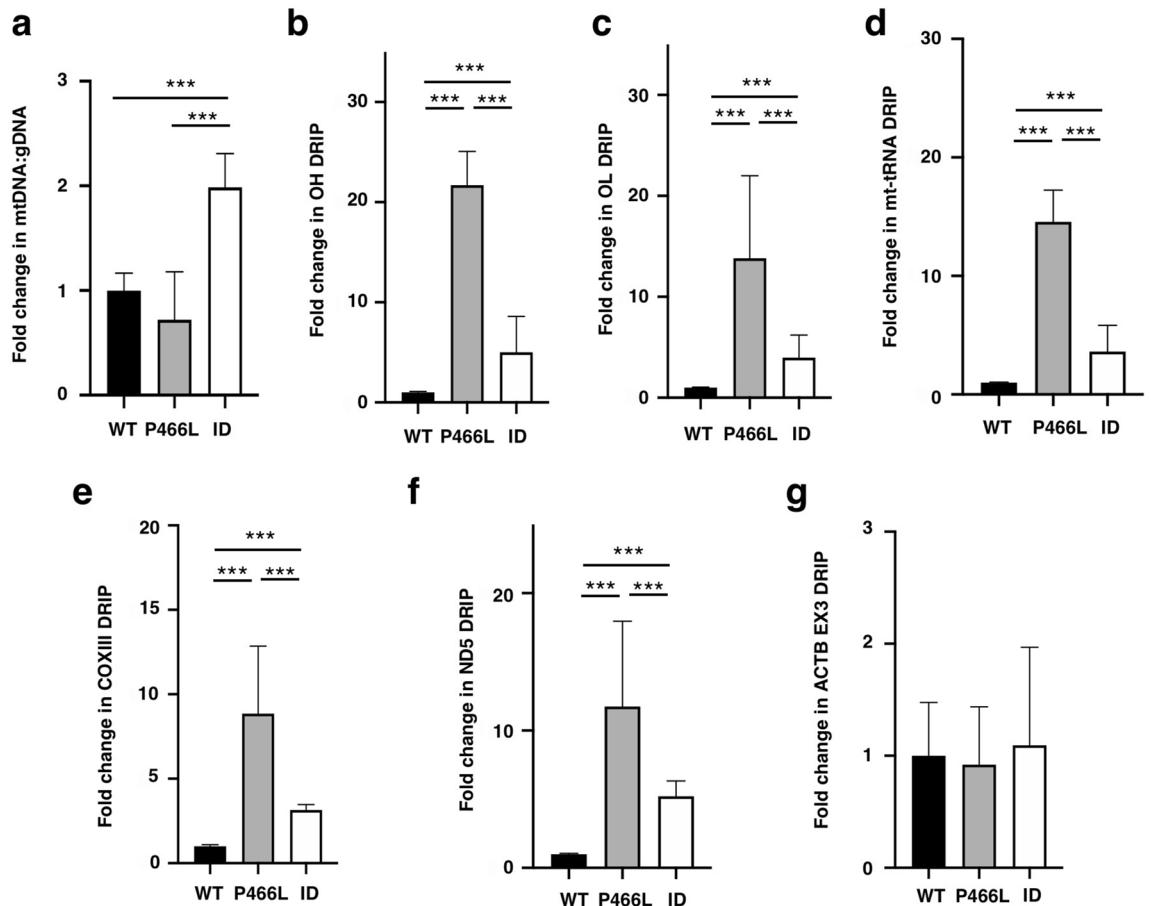 a
Fold change in mtDNA:gDNA
3
2
1
0
***
***
WT P466L ID
b
Fold change in OH DRIP
30
20
10
0
***
*** ***
WT P466L ID
c
Fold change in OL DRIP
30
20
10
0
***
*** ***
WT P466L ID
d
Fold change in mt-tRNA DRIP
30
20
10
0
***
*** ***
WT P466L ID
e
Fold change in COXIII DRIP
20
15
10
5
0
***
*** ***
WT P466L ID
f
Fold change in ND5 DRIP
20
10
0
***
*** ***
WT P466L ID
g
Fold change in ACTB EX3 DRIP
3
2
1
0
WT P466L ID